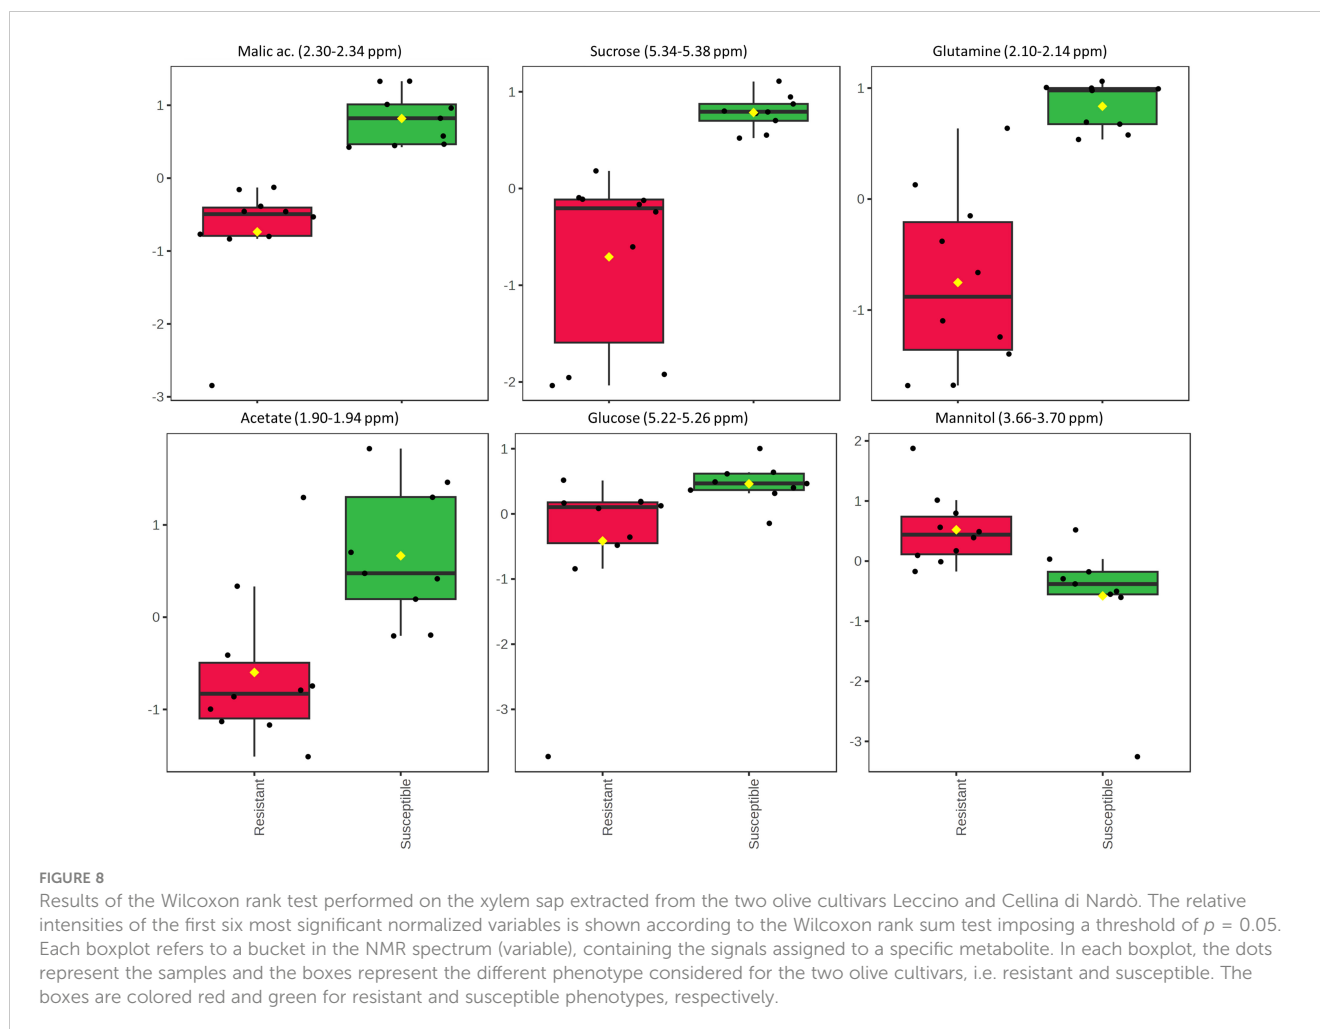 Malic ac. (2.30-2.34 ppm)
Sucrose (5.34-5.38 ppm)
Glutamine (2.10-2.14 ppm)
1
0
-1
-2
-3
1
0
-1
-2
1
0
-1
Acetate (1.90-1.94 ppm)
Glucose (5.22-5.26 ppm)
Mannitol (3.66-3.70 ppm)
1
0
-1
1
0
-1
-2
-3
2
1
0
-1
-2
-3
Resistant
Susceptible
Resistant
Susceptible
Resistant
Susceptible
FIGURE 8
Results of the Wilcoxon rank test performed on the xylem sap extracted from the two olive cultivars Leccino and Cellina di Nardò. The relative
intensities of the first six most significant normalized variables is shown according to the Wilcoxon rank sum test imposing a threshold of p = 0.05.
Each boxplot refers to a bucket in the NMR spectrum (variable), containing the signals assigned to a specific metabolite. In each boxplot, the dots
represent the samples and the boxes represent the different phenotype considered for the two olive cultivars, i.e. resistant and susceptible. The
boxes are colored red and green for resistant and susceptible phenotypes, respectively.